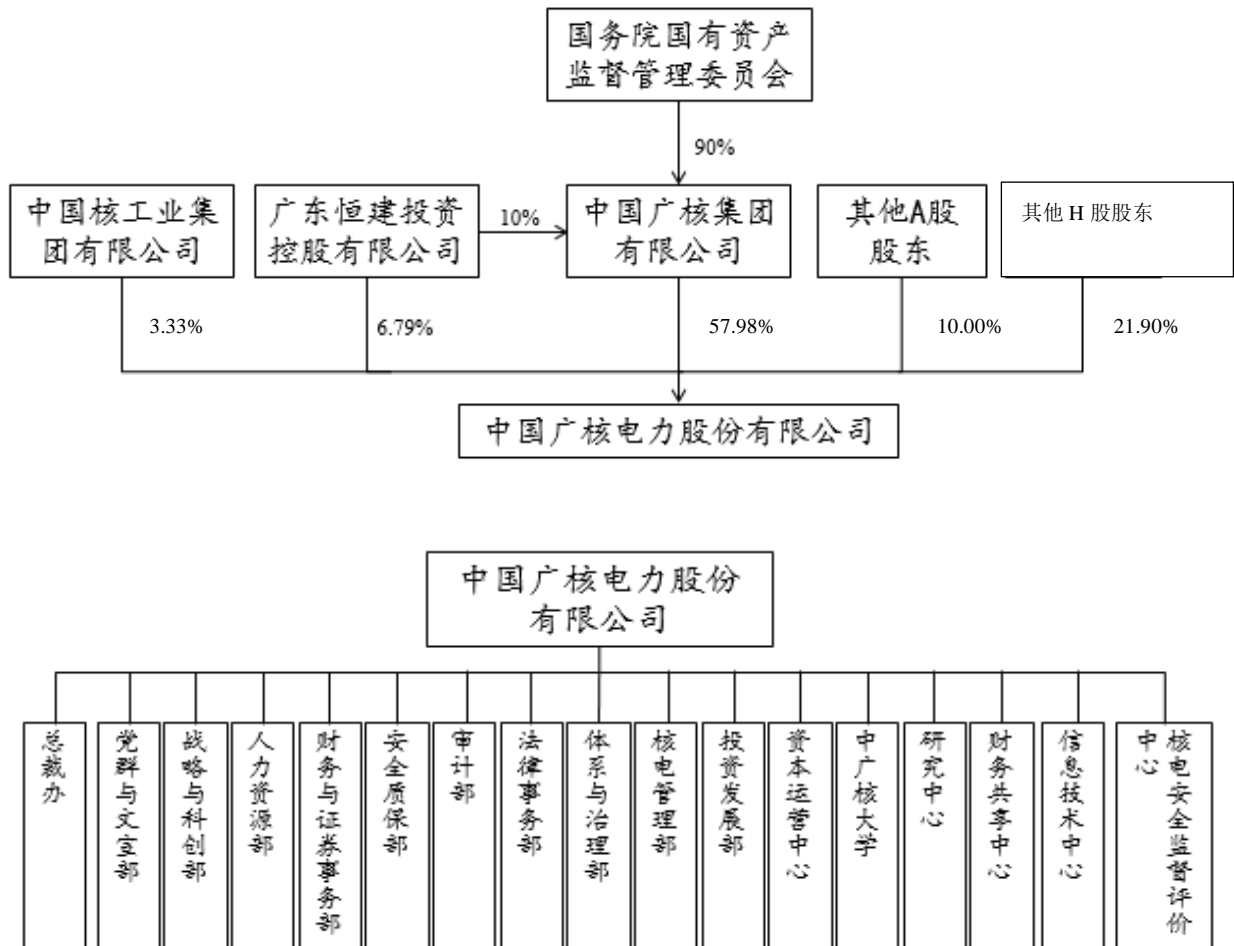 国务院国有资产
监督管理委员会
90%
中国核工业集
团有限公司
广东恒建投资
控股有限公司
10%
中国广核集团
有限公司
其他A股
股东
其他 H 股股东
3.33%
6.79%
57.98%
10.00%
21.90%
中国广核电力股份有限公司
中国广核电力股份
有限公司
总裁办
党群与文宣部
战略与科创部
人力资源部
财务与证券事务部
安全质保部
审计部
法律事务部
体系与治理部
核电管理部
投资发展部
资本运营中心
中广核大学
研究中心
财务共享中心
信息技术中心
核电安全监督评价
中心